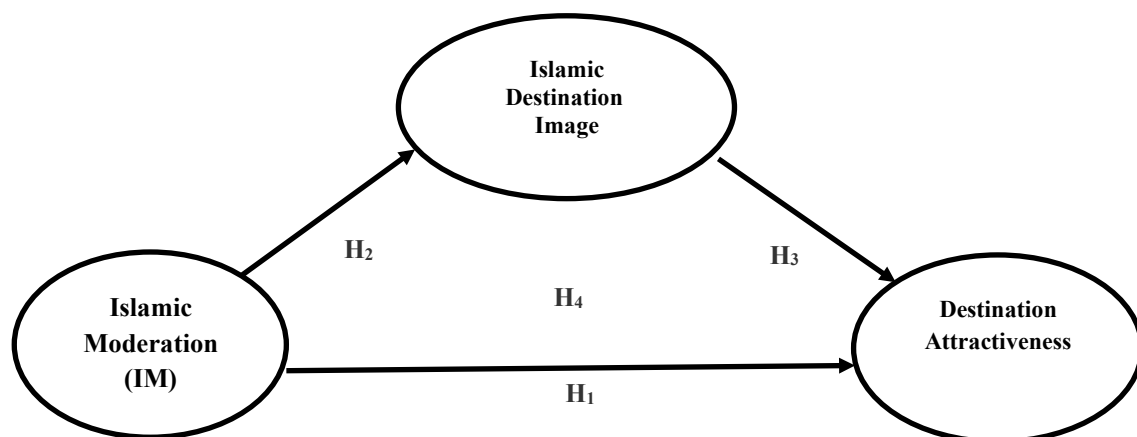 Islamic
Destination
Image
H₂
H₃
H₄
Islamic
Moderation
(IM)
Destination
Attractiveness
H₁